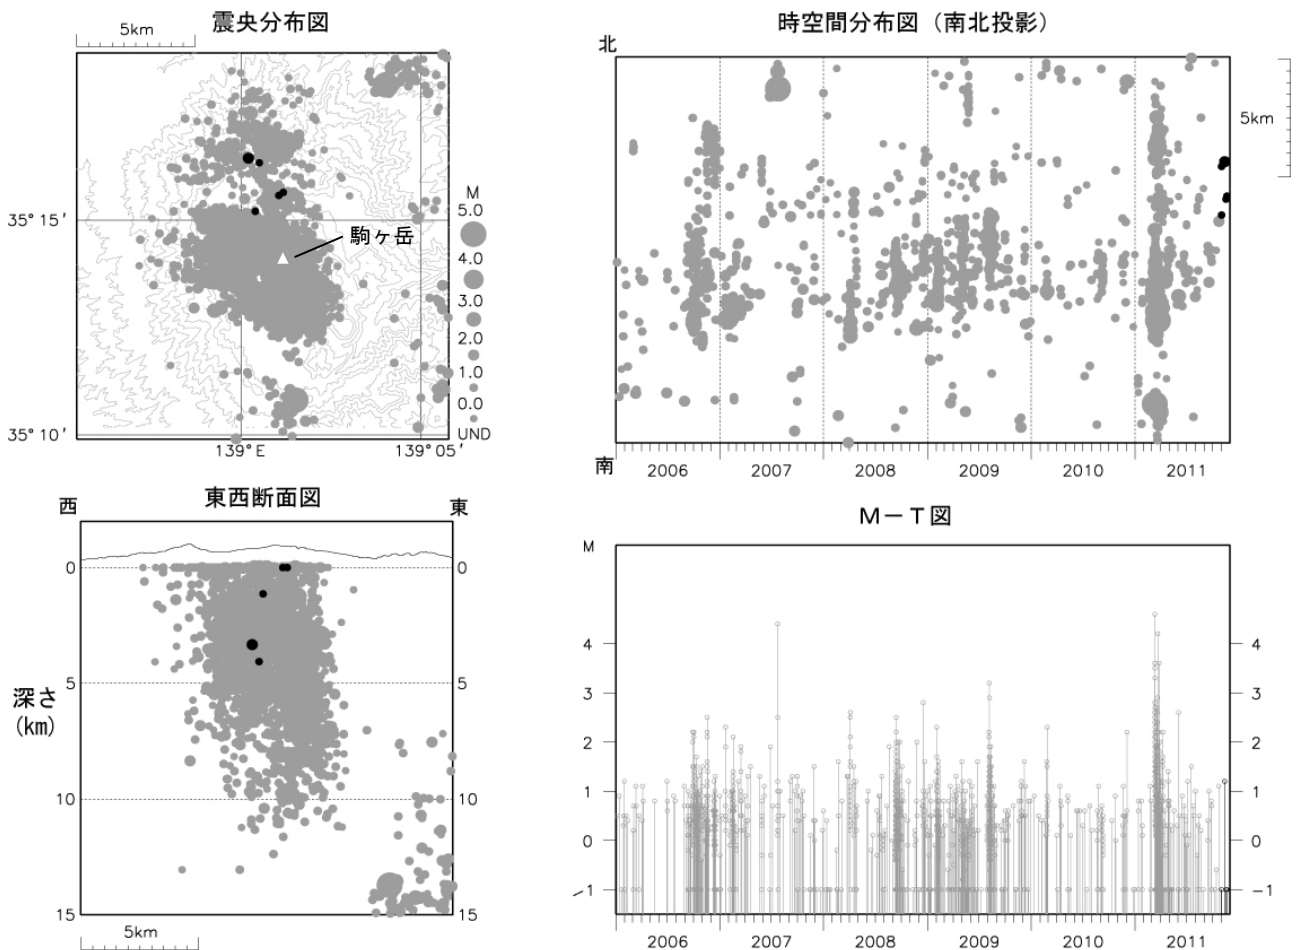 震央分布図
5km
35° 15′
35° 10′
139° E
139° 05′
駒ヶ岳
M
5.0
4.0
3.0
2.0
1.0
0.0
UND
時空間分布図（南北投影）
北
南
5km
2006
2007
2008
2009
2010
2011
東西断面図
西
東
0
5
10
15
0
5
10
15
深さ
(km)
5km
M－T図
M
4
3
2
1
0
－1
4
3
2
1
0
－1
2006
2007
2008
2009
2010
2011